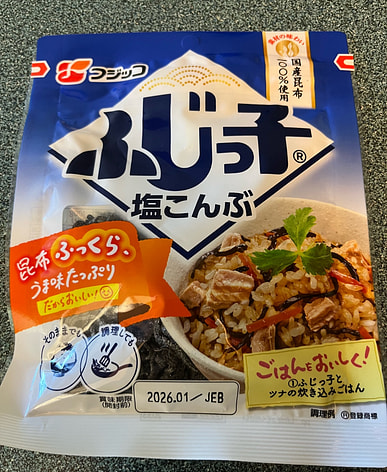 フジッコ
素材の味わい
国産昆布
100%使用
ふじっ子®
塩こんぶ
昆布ふっくら、
うま味たっぷり
だからおいしい!
そのままでも
調理しても
賞味期限
(開封前)
2026.01/JEB
ごはんをおいしく!
①ふじっ子と
ツナの炊き込みごはん
調理例 ®登録商標